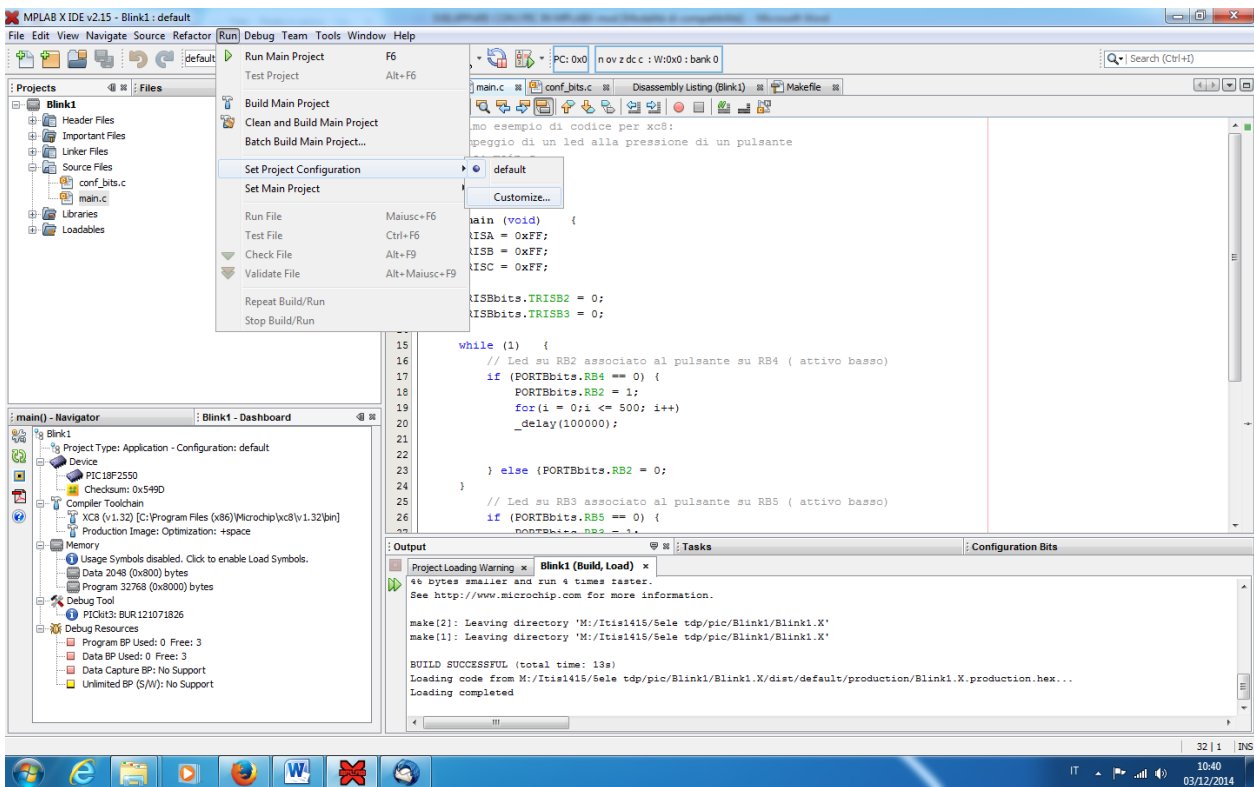 MPLAB X IDE v2.15 - Blink1 : default
File Edit View Navigate Source Refactor Run Debug Team Tools Window Help
default
PC: 0x0 n ov z dc c : W:0x0 : bank 0
Search (Ctrl+I)
Run Main Project F6
Test Project Alt+F6
Build Main Project
Clean and Build Main Project
Batch Build Main Project...
Set Project Configuration
Set Main Project
Run File Maiusc+F6
Test File Ctrl+F6
Check File Alt+F9
Validate File Alt+Maiusc+F9
Repeat Build/Run
Stop Build/Run
default
Customize...
Projects Files
Blink1
Header Files
Important Files
Linker Files
Source Files
conf_bits.c
main.c
Libraries
Loadables
main.c conf_bits.c Disassembly Listing (Blink1) Makefile
mo esempio di codice per xc8:
mpeggio di un led alla pressione di un pulsante
main (void) {
RISA = 0xFF;
RISB = 0xFF;
RISC = 0xFF;
RISBbits.TRISB2 = 0;
RISBbits.TRISB3 = 0;
15 while (1) {
16 // Led su RB2 associato al pulsante su RB4 ( attivo basso)
17 if (PORTBbits.RB4 == 0) {
18 PORTBbits.RB2 = 1;
19 for(i = 0;i <= 500; i++)
20 _delay(100000);
21
22
23 } else {PORTBbits.RB2 = 0;
24 }
25 // Led su RB3 associato al pulsante su RB5 ( attivo basso)
26 if (PORTBbits.RB5 == 0) {
27 PORTBbits.RB3 = 1;
main() - Navigator Blink1 - Dashboard
Blink1
Project Type: Application - Configuration: default
Device
PIC18F2550
Checksum: 0x549D
Compiler Toolchain
XC8 (v1.32) [C:\Program Files (x86)\Microchip\xc8\v1.32\bin]
Production Image: Optimization: +space
Memory
Usage Symbols disabled. Click to enable Load Symbols.
Data 2048 (0x800) bytes
Program 32768 (0x8000) bytes
Debug Tool
PICkit3: BUR121071826
Debug Resources
Program BP Used: 0 Free: 3
Data BP Used: 0 Free: 3
Data Capture BP: No Support
Unlimited BP (S/W): No Support
Output Tasks Configuration Bits
Project Loading Warning Blink1 (Build, Load)
46 bytes smaller and run 4 times faster.
See http://www.microchip.com for more information.
make[2]: Leaving directory 'M:/Itis1415/5ele tdp/pic/Blink1/Blink1.X'
make[1]: Leaving directory 'M:/Itis1415/5ele tdp/pic/Blink1/Blink1.X'
BUILD SUCCESSFUL (total time: 13s)
Loading code from M:/Itis1415/5ele tdp/pic/Blink1/Blink1.X/dist/default/production/Blink1.X.production.hex...
Loading completed
32 | 1 INS
IT
10:40
03/12/2014